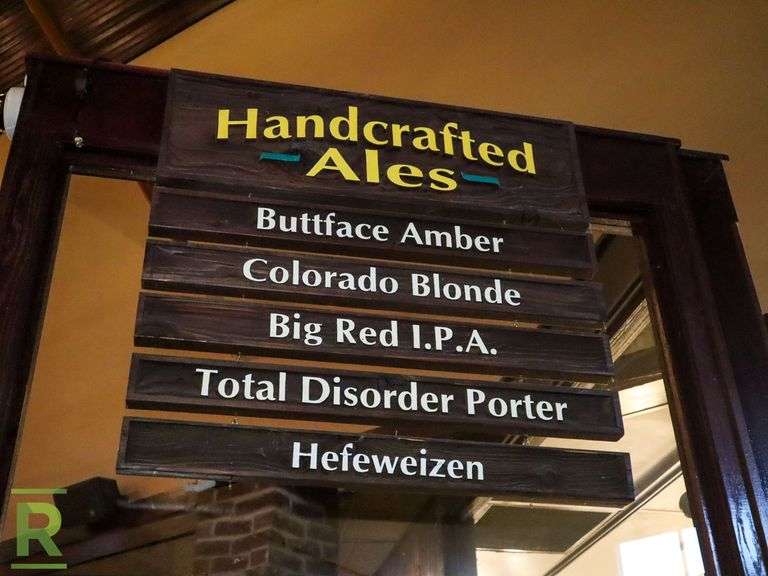 Handcrafted
Ales
Buttface Amber
Colorado Blonde
Big Red I.P.A.
Total Disorder Porter
Hefeweizen
R